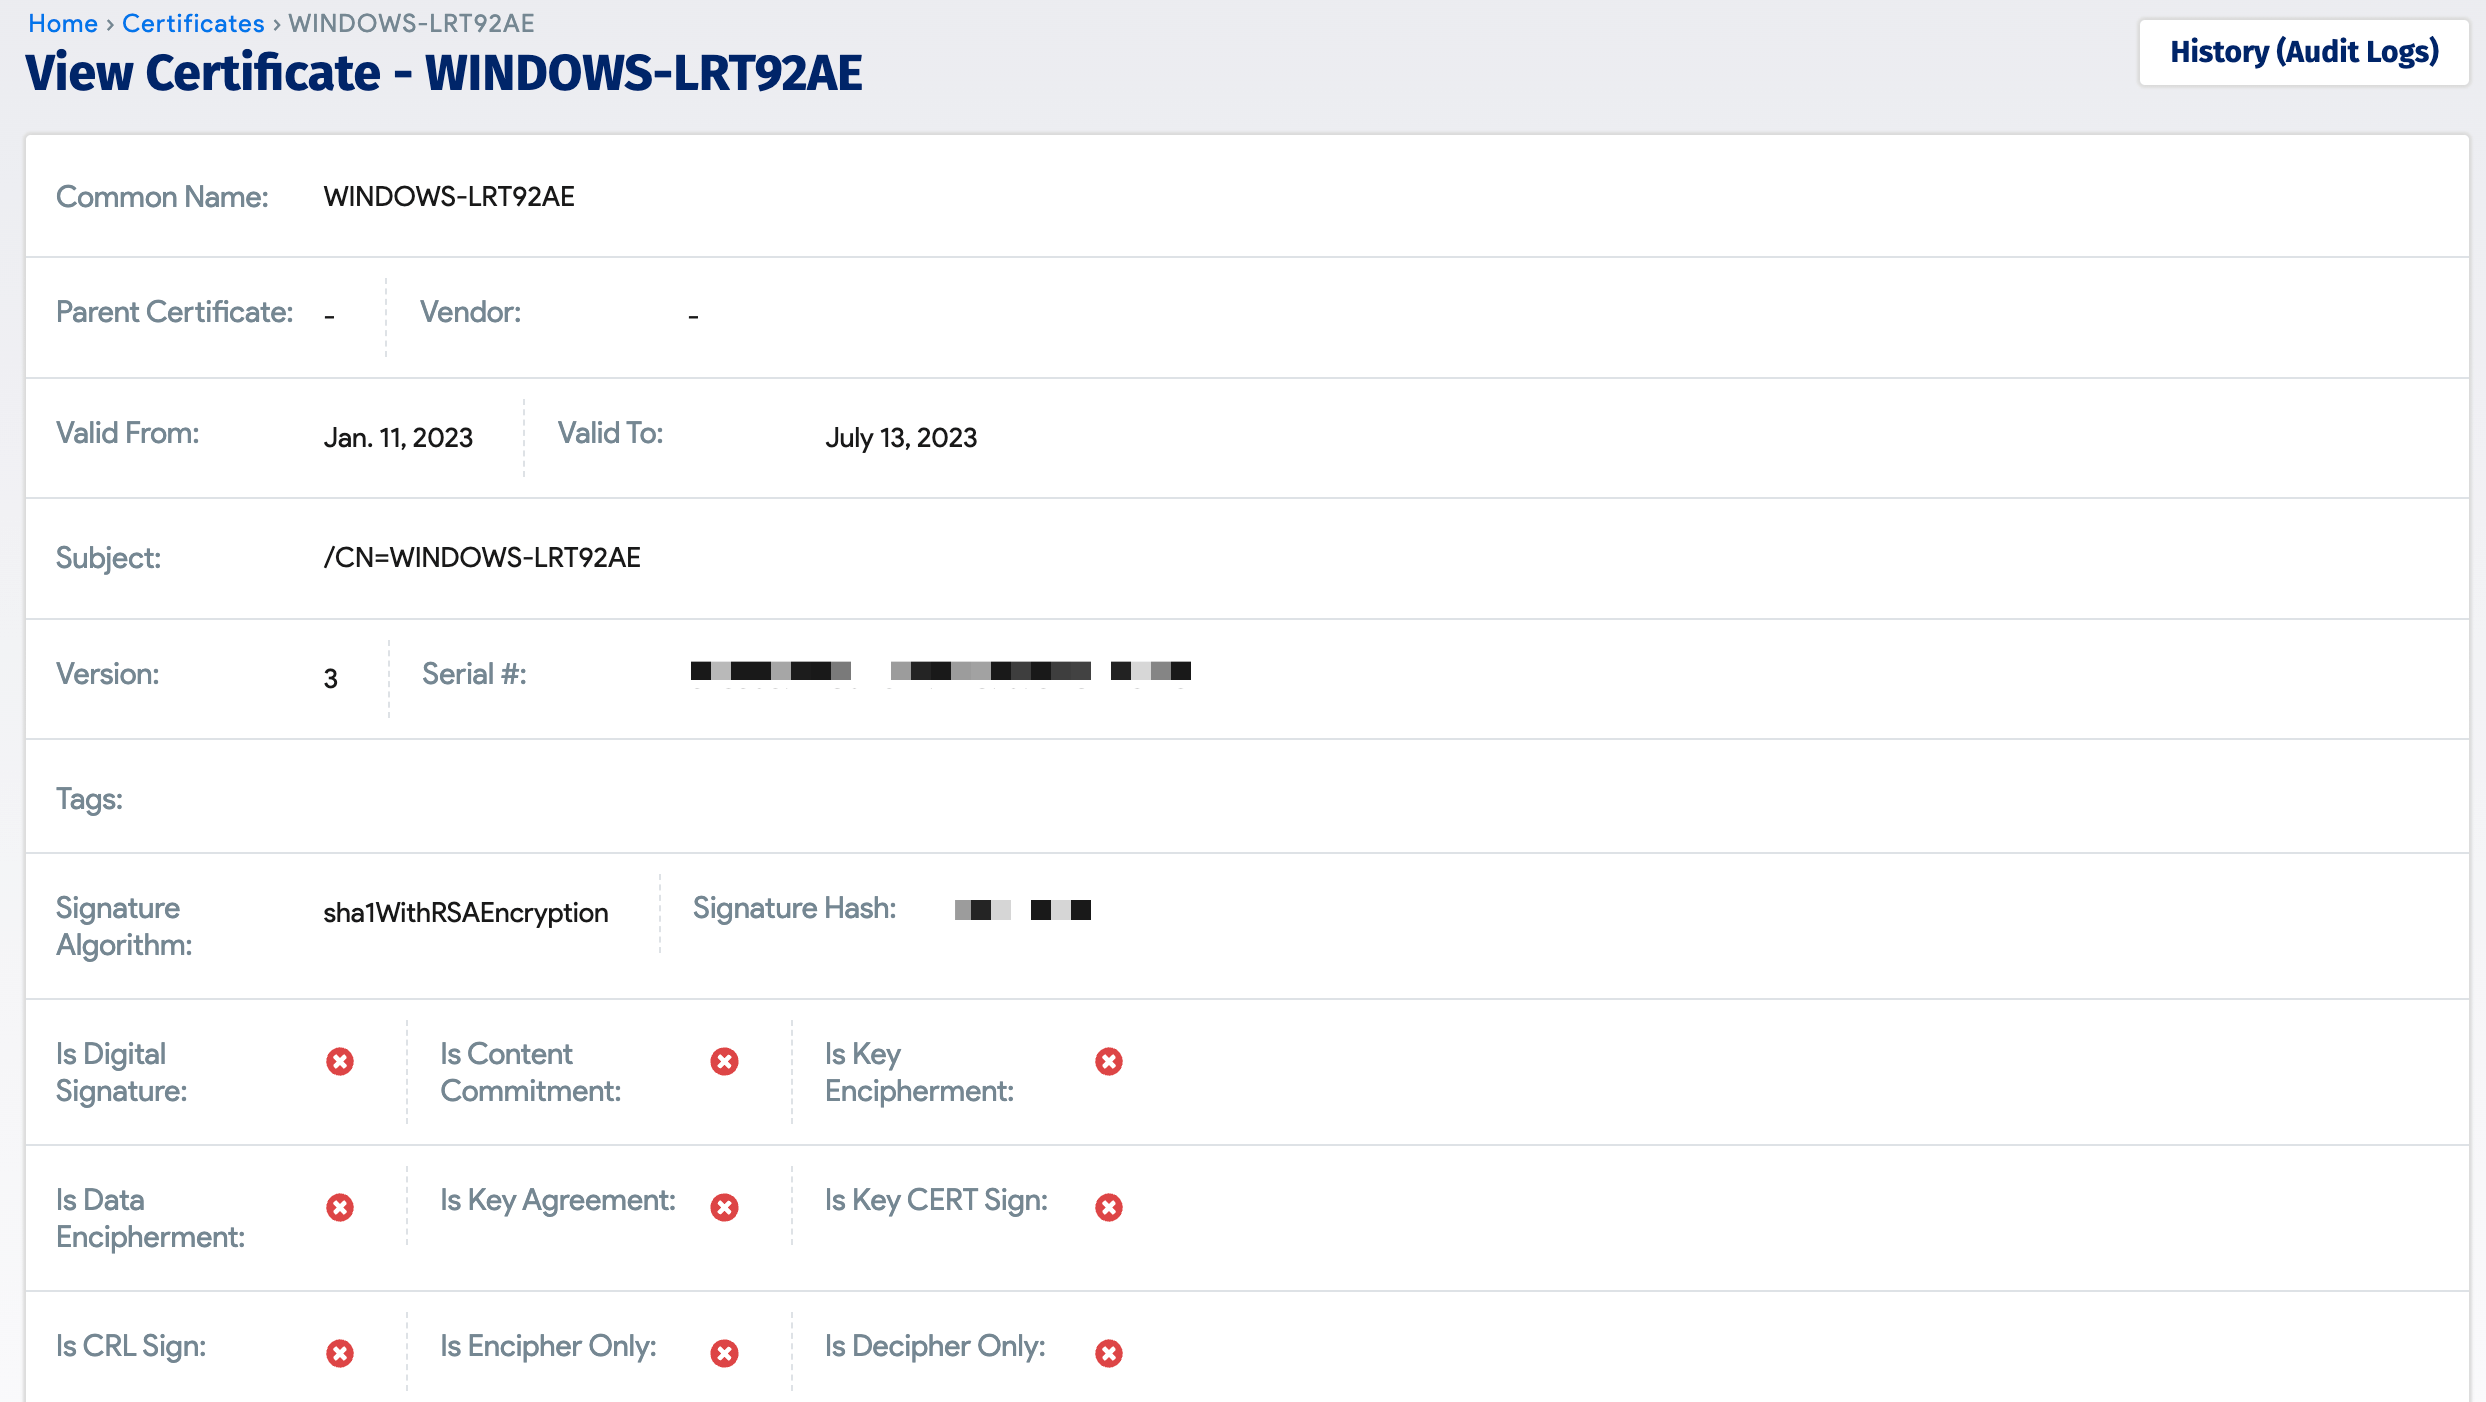 Home › Certificates › WINDOWS-LRT92AE
View Certificate - WINDOWS-LRT92AE
History (Audit Logs)
Common Name: WINDOWS-LRT92AE
Parent Certificate: - Vendor: -
Valid From: Jan. 11, 2023 Valid To: July 13, 2023
Subject: /CN=WINDOWS-LRT92AE
Version: 3 Serial #:
Tags:
Signature Algorithm: sha1WithRSAEncryption Signature Hash:
Is Digital Signature: Is Content Commitment: Is Key Encipherment:
Is Data Encipherment: Is Key Agreement: Is Key CERT Sign:
Is CRL Sign: Is Encipher Only: Is Decipher Only: